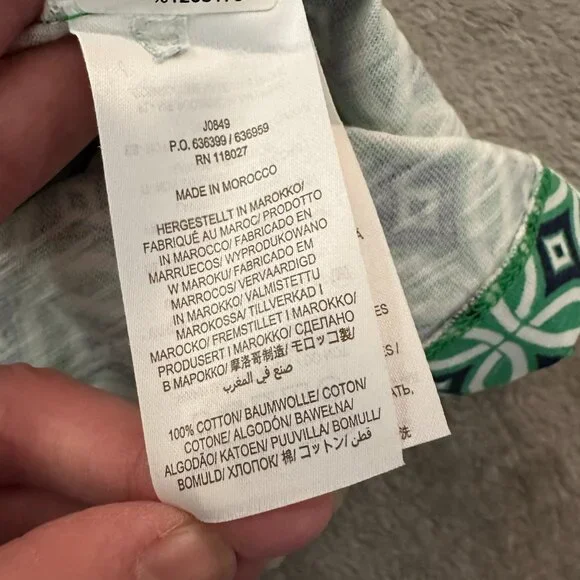 J0849
P.O. 636399 / 636959
RN 118027
MADE IN MOROCCO
HERGESTELLT IN MAROKKO/
FABRIQUÉ AU MAROC/ PRODOTTO
IN MAROCCO/ FABRICADO EN
MARRUECOS/ WYPRODUKOWANO
W MAROKU/ FABRICADO EM
MARROCOS/ VERVAARDIGD
IN MAROKKO/ VALMISTETTU
MAROKOSSA/ TILLVERKAD I
MAROCKO/ FREMSTILLET I MAROKKO/
PRODUSERT I MAROKKO/ СДЕЛАНО
В МАРОККО/ 摩洛哥制造/ モロッコ製/
صنع في المغرب
100% COTTON/ BAUMWOLLE/ COTON/
COTONE/ ALGODÓN/ BAWEŁNA/
ALGODÃO/ KATOEN/ PUUVILLA/ BOMULL/
BOMULD/ ХЛОПОК/ 棉/ コットン/ قطن